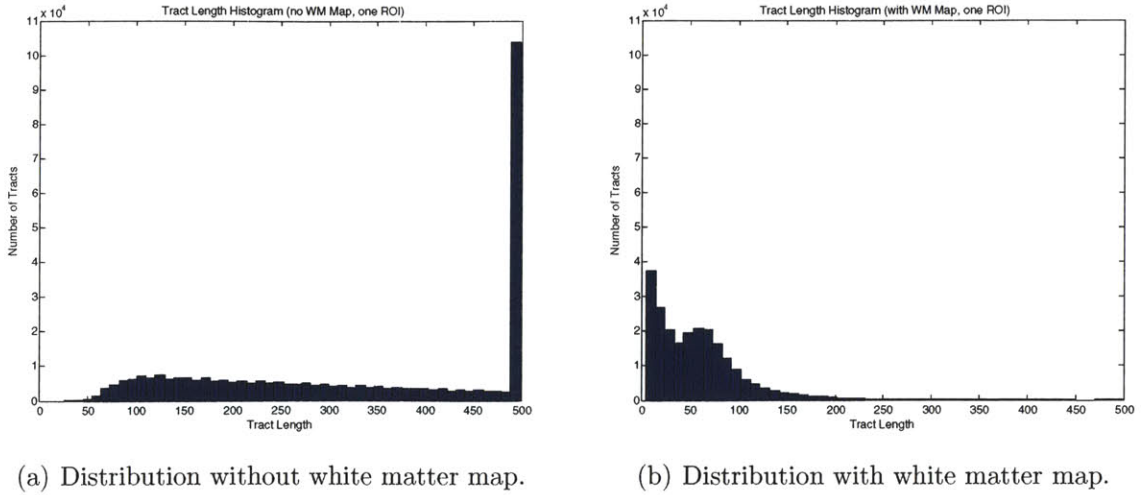 Tract Length Histogram (no WM Map, one ROI)
x 10^4
11
10
9
8
7
6
5
4
3
2
1
0
Number of Tracts
0 50 100 150 200 250 300 350 400 450 500
Tract Length
(a) Distribution without white matter map.
Tract Length Histogram (with WM Map, one ROI)
x 10^4
11
10
9
8
7
6
5
4
3
2
1
0
Number of Tracts
0 50 100 150 200 250 300 350 400 450 500
Tract Length
(b) Distribution with white matter map.